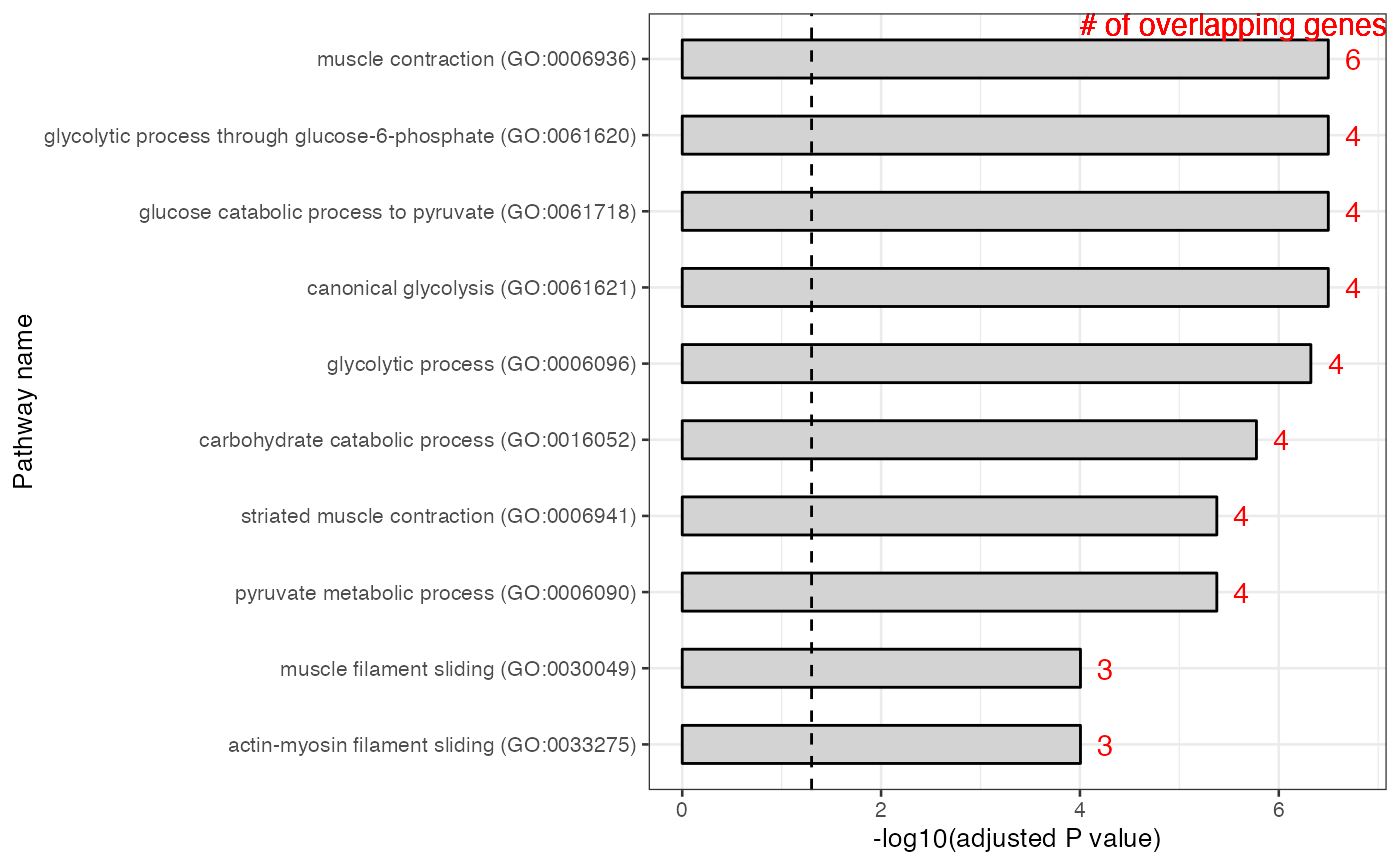 # of overlapping genes
muscle contraction (GO:0006936) 6
glycolytic process through glucose-6-phosphate (GO:0061620) 4
glucose catabolic process to pyruvate (GO:0061718) 4
canonical glycolysis (GO:0061621) 4
glycolytic process (GO:0006096) 4
carbohydrate catabolic process (GO:0016052) 4
striated muscle contraction (GO:0006941) 4
pyruvate metabolic process (GO:0006090) 4
muscle filament sliding (GO:0030049) 3
actin-myosin filament sliding (GO:0033275) 3
Pathway name
0 2 4 6
-log10(adjusted P value)